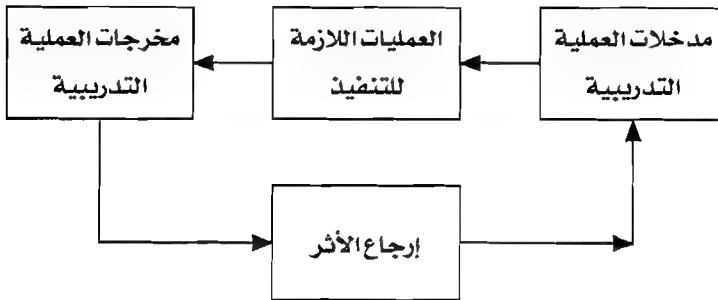 مدخلات العملية
التدريبية
العمليات اللازمة
للتنفيذ
مخرجات العملية
التدريبية
إرجاع الأثر